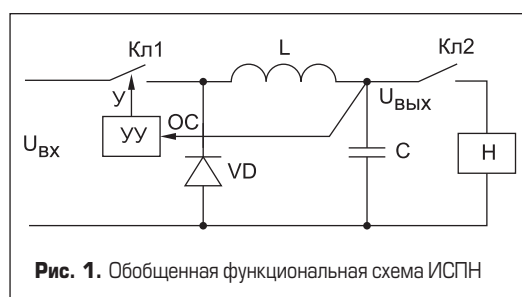 Кл1
L
Кл2
У
Uвых
ОС
УУ
Uвх
VD
C
Н
Рис. 1. Обобщенная функциональная схема ИСПН